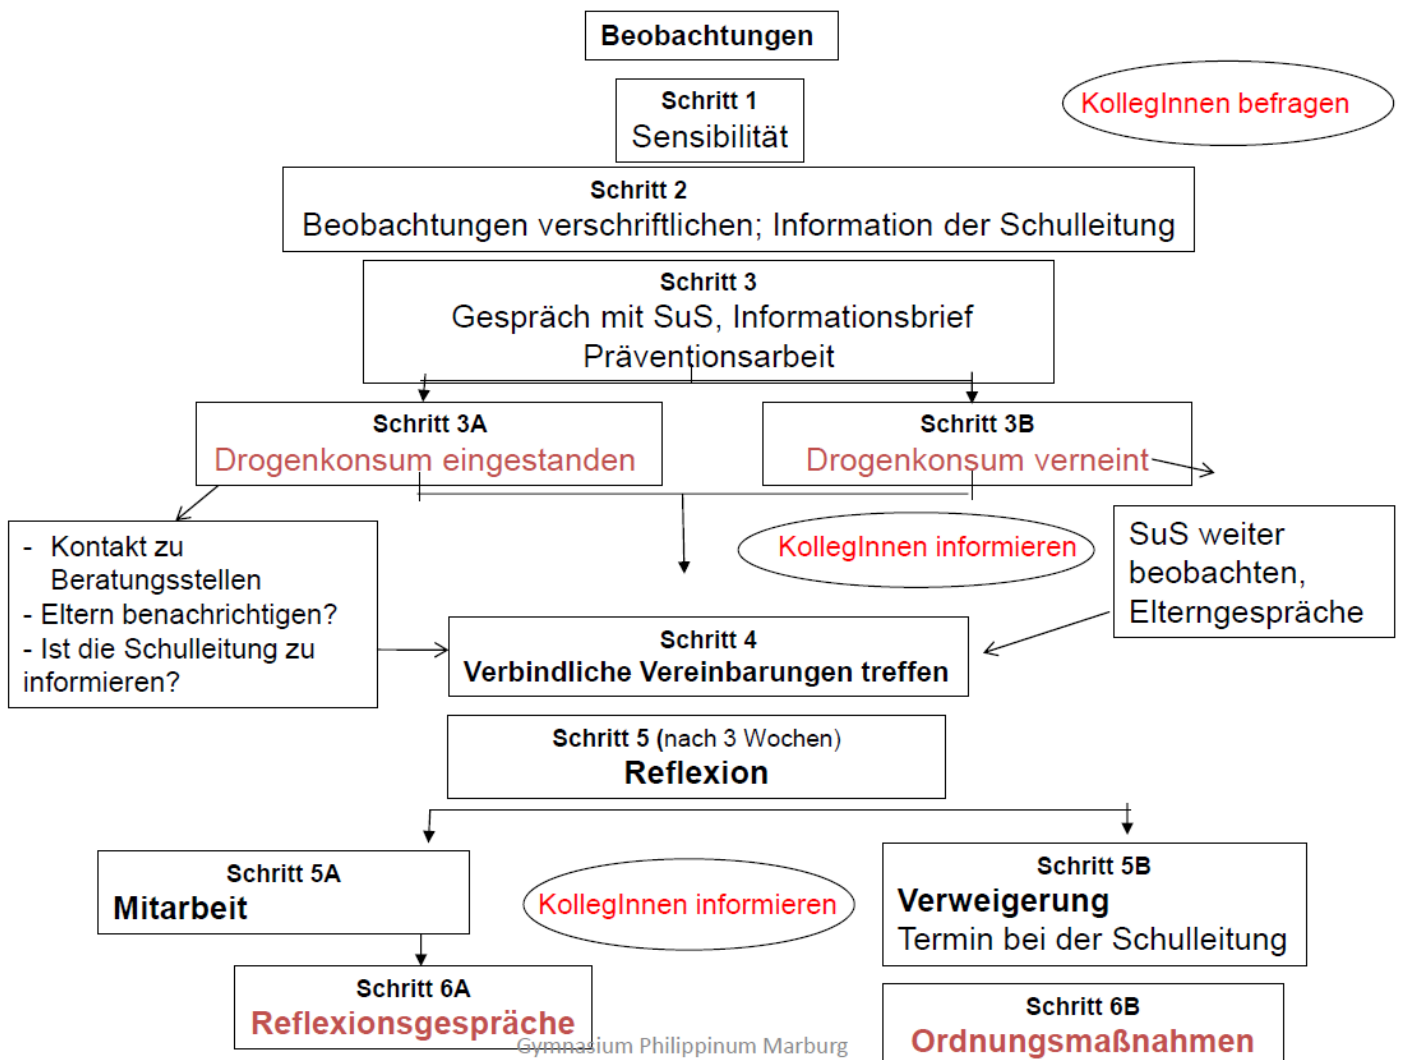 Beobachtungen
Schritt 1
Sensibilität
KollegInnen befragen
Schritt 2
Beobachtungen verschriftlichen; Information der Schulleitung
Schritt 3
Gespräch mit SuS, Informationsbrief
Präventionsarbeit
Schritt 3A
Drogenkonsum eingestanden
Schritt 3B
Drogenkonsum verneint
- Kontakt zu
Beratungsstellen
- Eltern benachrichtigen?
- Ist die Schulleitung zu
informieren?
KollegInnen informieren
SuS weiter
beobachten,
Elterngespräche
Schritt 4
Verbindliche Vereinbarungen treffen
Schritt 5 (nach 3 Wochen)
Reflexion
Schritt 5A
Mitarbeit
KollegInnen informieren
Schritt 5B
Verweigerung
Termin bei der Schulleitung
Schritt 6A
Reflexionsgespräche
Schritt 6B
Ordnungsmaßnahmen
Gymnasium Philippinum Marburg